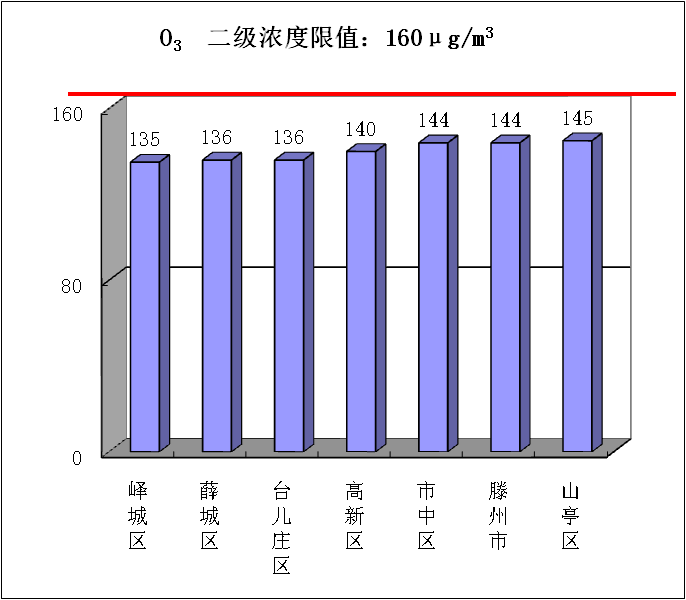 O₃ 二级浓度限值：160μg/m³
160
80
0
135
136
136
140
144
144
145
峄城区
薛城区
台儿庄区
高新区
市中区
滕州市
山亭区